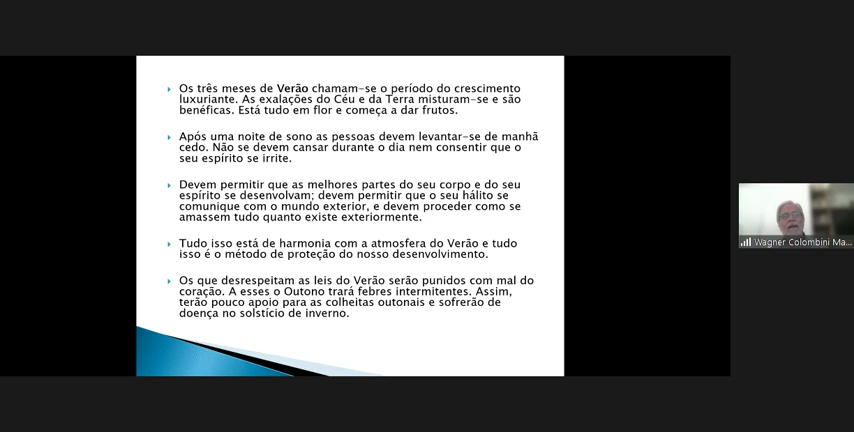 Os três meses de Verão chamam-se o período do crescimento
luxuriante. As exalações do Céu e da Terra misturam-se e são
benéficas. Está tudo em flor e começa a dar frutos.
Após uma noite de sono as pessoas devem levantar-se de manhã
cedo. Não se devem cansar durante o dia nem consentir que o
seu espírito se irrite.
Devem permitir que as melhores partes do seu corpo e do seu
espírito se desenvolvam; devem permitir que o seu hálito se
comunique com o mundo exterior, e devem proceder como se
amassem tudo quanto existe exteriormente.
Tudo isso está de harmonia com a atmosfera do Verão e tudo
isso é o método de proteção do nosso desenvolvimento.
Os que desrespeitam as leis do Verão serão punidos com mal do
coração. A esses o Outono trará febres intermitentes. Assim,
terão pouco apoio para as colheitas outonais e sofrerão de
doença no solstício de inverno.
Wagner Colombini Ma...